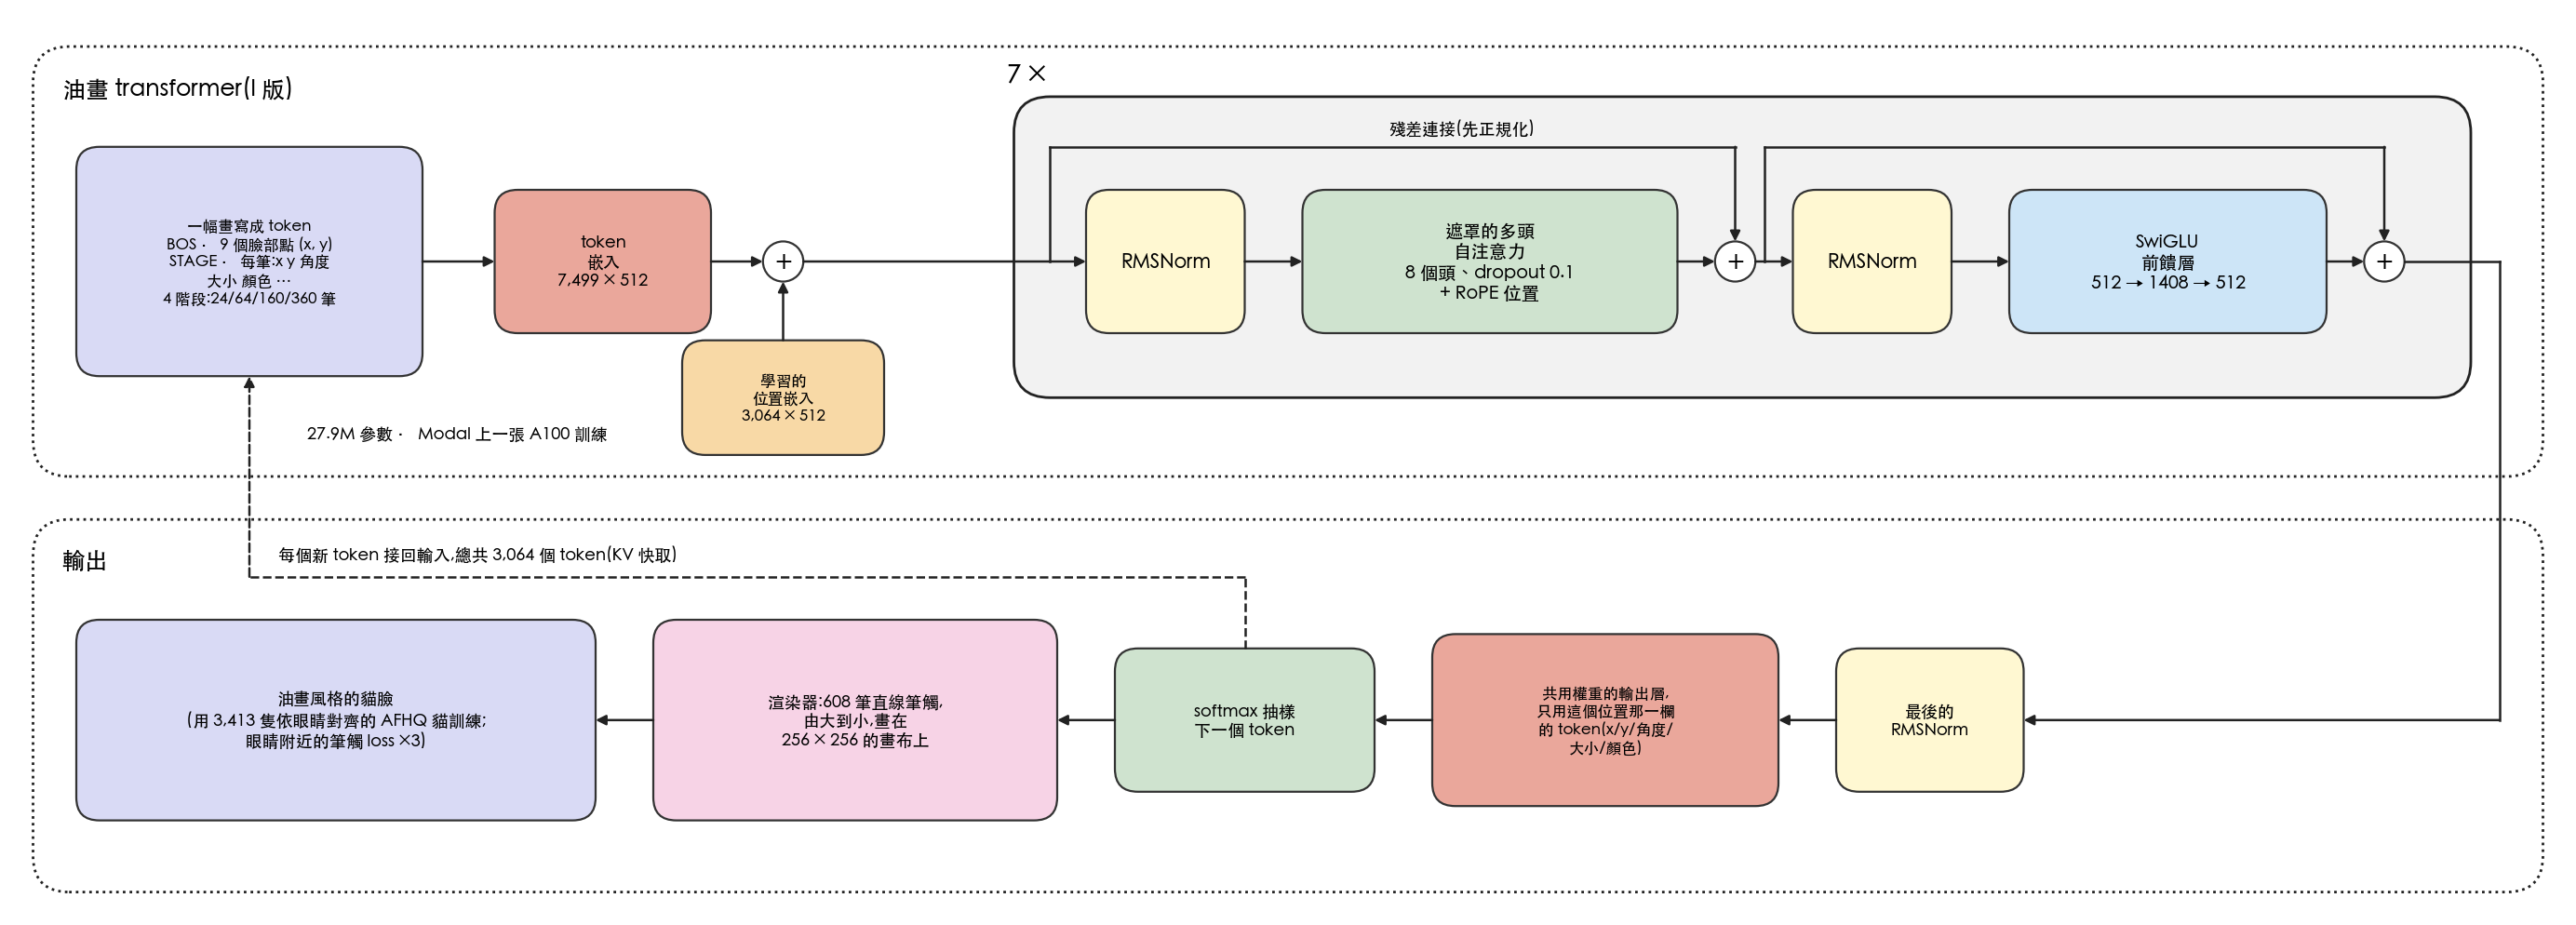 油畫 transformer(I 版)
7 ×
殘差連接(先正規化)
一幅畫寫成 token
BOS · 9 個臉部點 (x, y)
STAGE · 每筆:x y 角度
大小 顏色 ⋯
4 階段:24/64/160/360 筆
token
嵌入
7,499 × 512
+
學習的
位置嵌入
3,064 × 512
RMSNorm
遮罩的多頭
自注意力
8 個頭、dropout 0.1
+ RoPE 位置
+
RMSNorm
SwiGLU
前饋層
512 → 1408 → 512
+
27.9M 參數 · Modal 上一張 A100 訓練
輸出
每個新 token 接回輸入,總共 3,064 個 token(KV 快取)
油畫風格的貓臉
(用 3,413 隻依眼睛對齊的 AFHQ 貓訓練;
眼睛附近的筆觸 loss ×3)
渲染器:608 筆直線筆觸,
由大到小,畫在
256 × 256 的畫布上
softmax 抽樣
下一個 token
共用權重的輸出層,
只用這個位置那一欄
的 token(x/y/角度/
大小/顏色)
最後的
RMSNorm